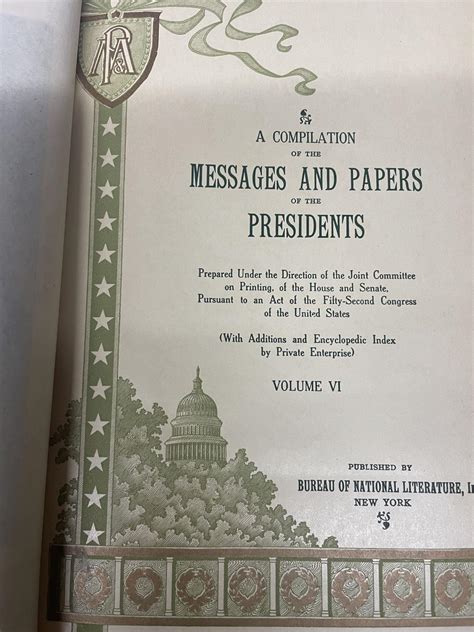 A COMPILATION
OF THE
MESSAGES AND PAPERS
OF THE
PRESIDENTS
Prepared Under the Direction of the Joint Committee
on Printing, of the House and Senate,
Pursuant to an Act of the Fifty-Second Congress
of the United States
(With Additions and Encyclopedic Index
by Private Enterprise)
VOLUME VI
PUBLISHED BY
BUREAU OF NATIONAL LITERATURE, In
NEW YORK